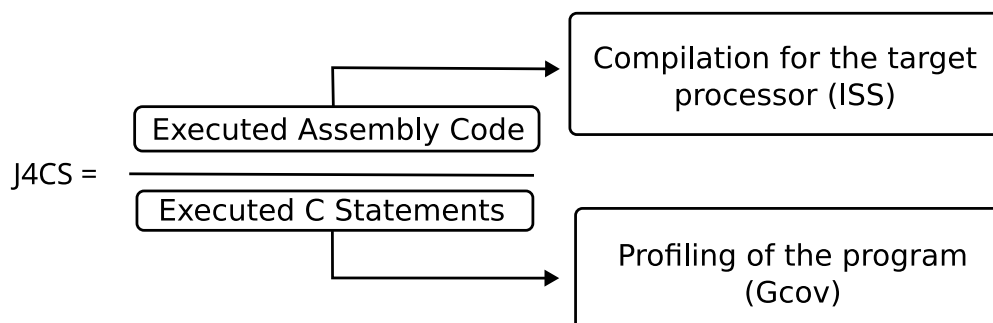 Compilation for the target
processor (ISS)
Executed Assembly Code
J4CS =
Executed C Statements
Profiling of the program
(Gcov)